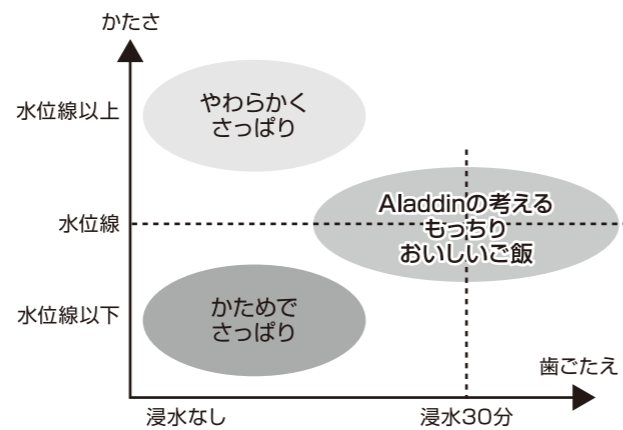 かたさ
水位線以上
やわらかく
さっぱり
水位線
Aladdinの考える
もっちり
おいしいご飯
水位線以下
かためで
さっぱり
歯ごたえ
浸水なし
浸水30分